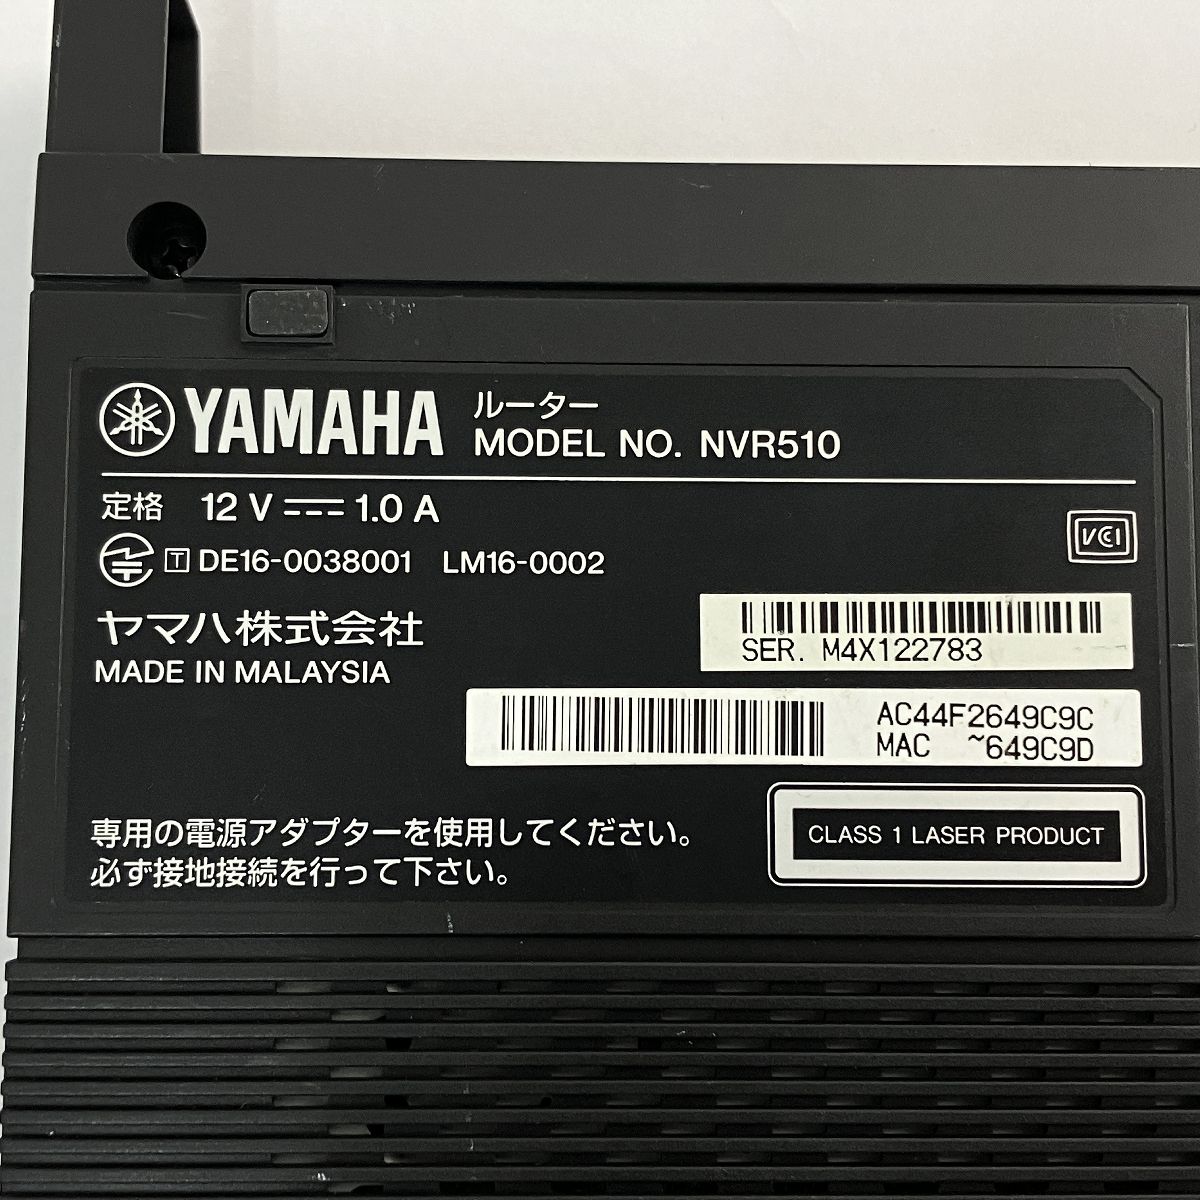 YAMAHA ルーター
MODEL NO. NVR510
定格 12 V ⎓ 1.0 A
T DE16-0038001 LM16-0002
VCCI
ヤマハ株式会社
MADE IN MALAYSIA
SER. M4X122783
AC44F2649C9C
MAC ~649C9D
専用の電源アダプターを使用してください。
必ず接地接続を行って下さい。
CLASS 1 LASER PRODUCT